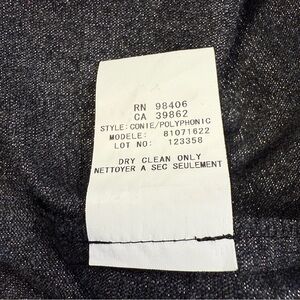 RN 98406
CA 39862
STYLE: CONIE/POLYPHONIC
MODELE: 81071622
LOT NO: 123358
DRY CLEAN ONLY
NETTOYER A SEC SEULEMENT